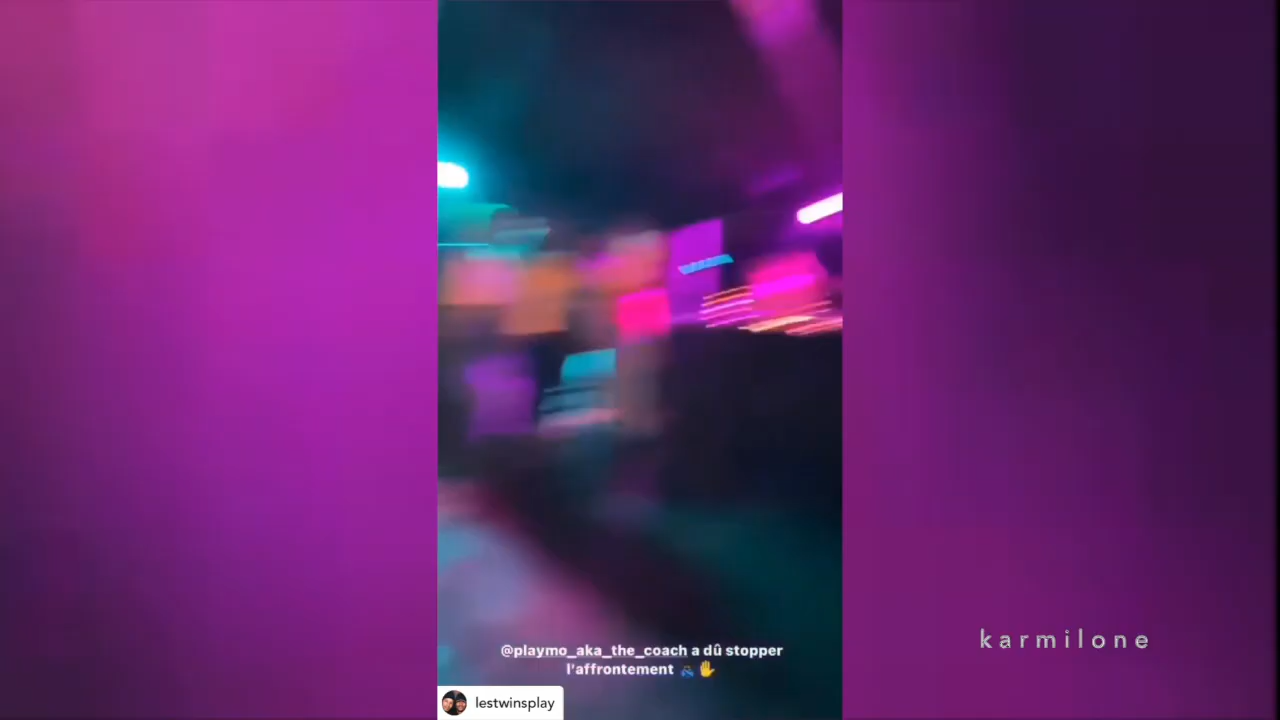 karmilone
@playmo_aka_the_coach a dû stopper
l'affrontement 🙏🏽✋
lestwinsplay